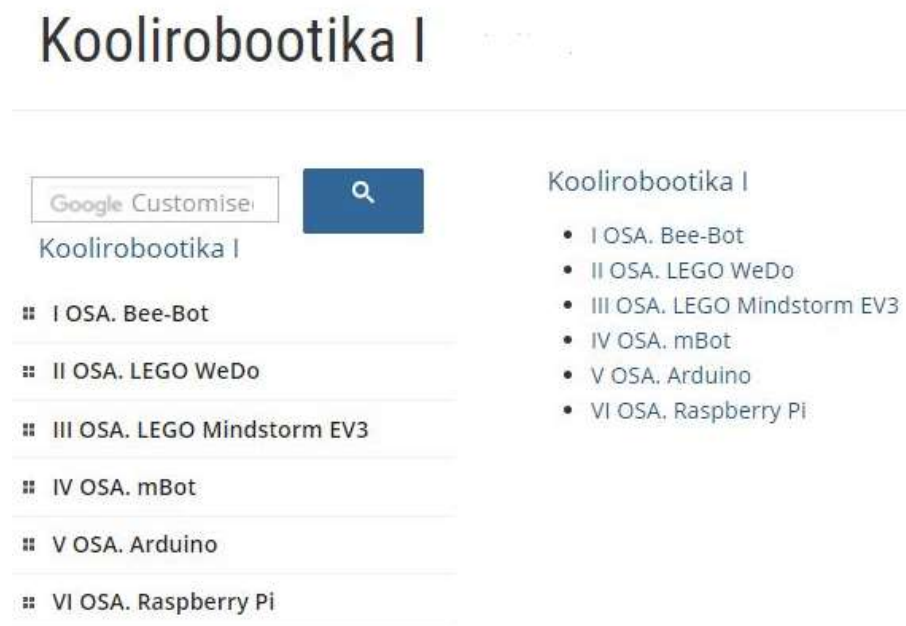 Koolirobootika I
Google Customise
Koolirobootika I
I OSA. Bee-Bot
II OSA. LEGO WeDo
III OSA. LEGO Mindstorm EV3
IV OSA. mBot
V OSA. Arduino
VI OSA. Raspberry Pi
Koolirobootika I
I OSA. Bee-Bot
II OSA. LEGO WeDo
III OSA. LEGO Mindstorm EV3
IV OSA. mBot
V OSA. Arduino
VI OSA. Raspberry Pi